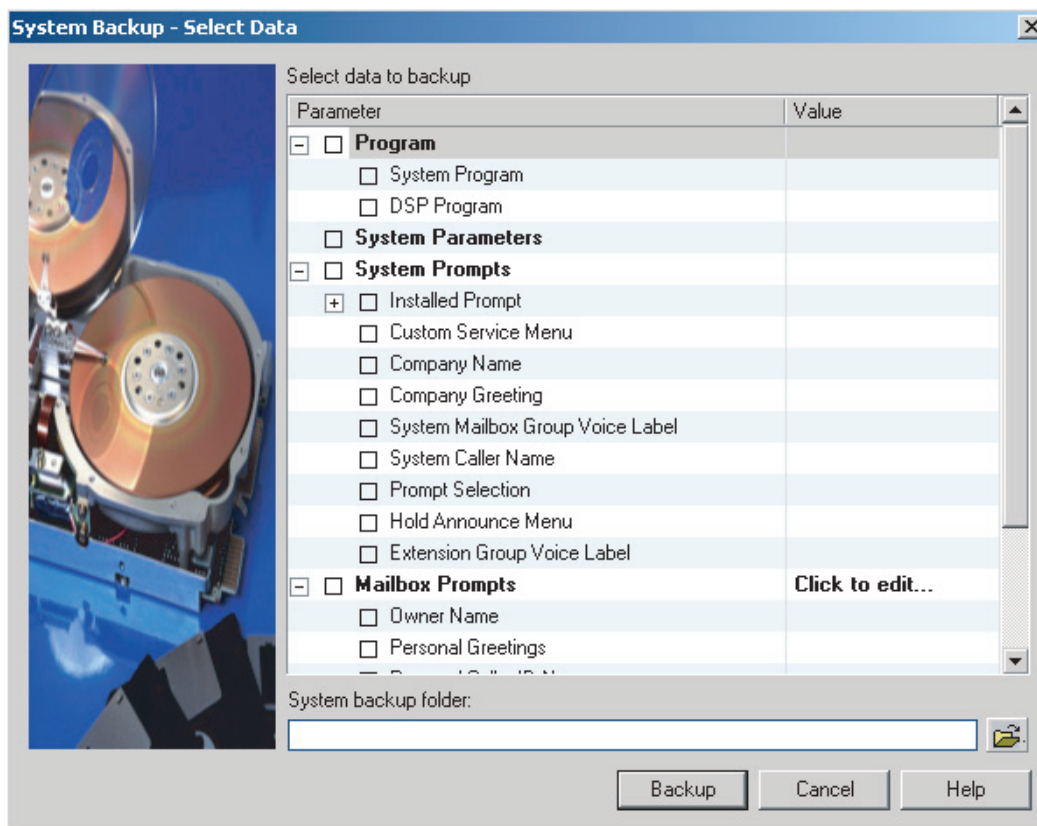 System Backup - Select Data
Select data to backup
Parameter Value
Program
System Program
DSP Program
System Parameters
System Prompts
Installed Prompt
Custom Service Menu
Company Name
Company Greeting
System Mailbox Group Voice Label
System Caller Name
Prompt Selection
Hold Announce Menu
Extension Group Voice Label
Mailbox Prompts Click to edit...
Owner Name
Personal Greetings
System backup folder:
Backup Cancel Help